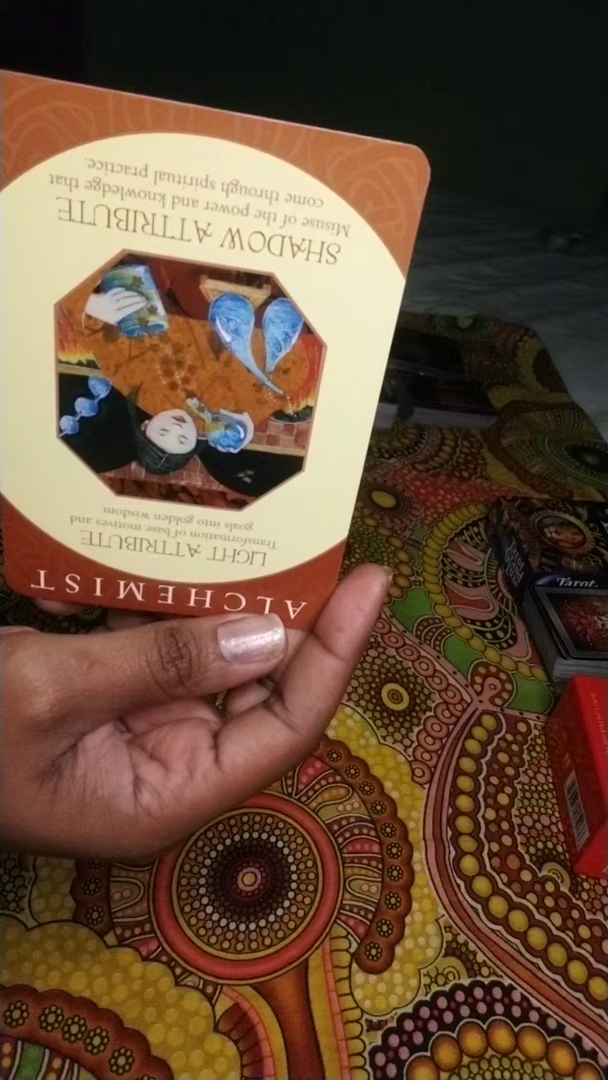 ALCHEMIST
LIGHT ATTRIBUTE
Transformation of base motives and
goals into golden wisdom.
SHADOW ATTRIBUTE
Misuse of the power and knowledge that
come through spiritual practice.
Tarot.